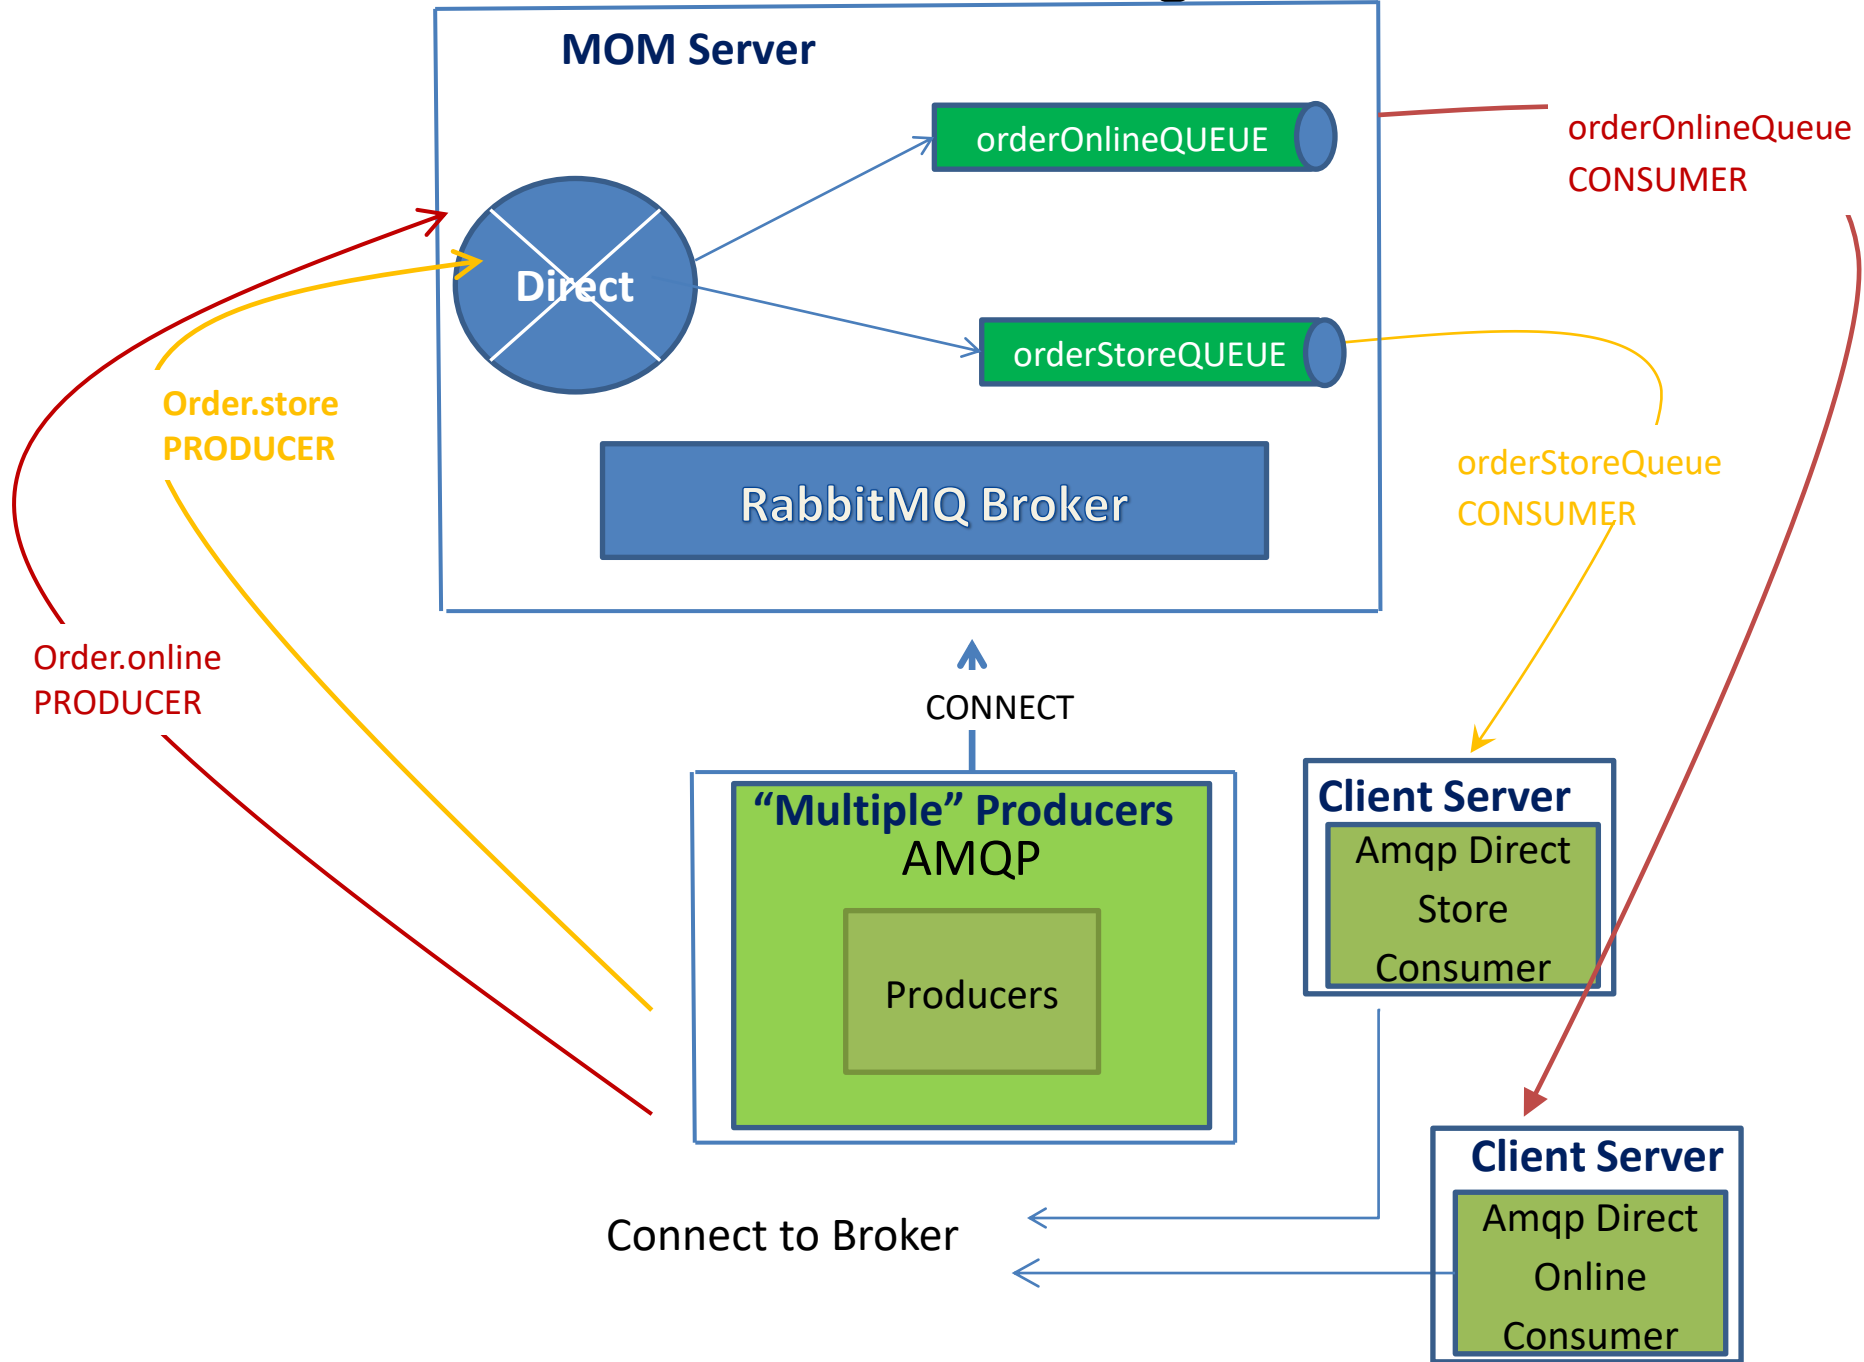 MOM Server
orderOnlineQUEUE
orderOnlineQueue
CONSUMER
Direct
orderStoreQUEUE
Order.store
PRODUCER
orderStoreQueue
CONSUMER
RabbitMQ Broker
Order.online
PRODUCER
CONNECT
“Multiple” Producers
AMQP
Producers
Client Server
Amqp Direct
Store
Consumer
Client Server
Amqp Direct
Online
Consumer
Connect to Broker